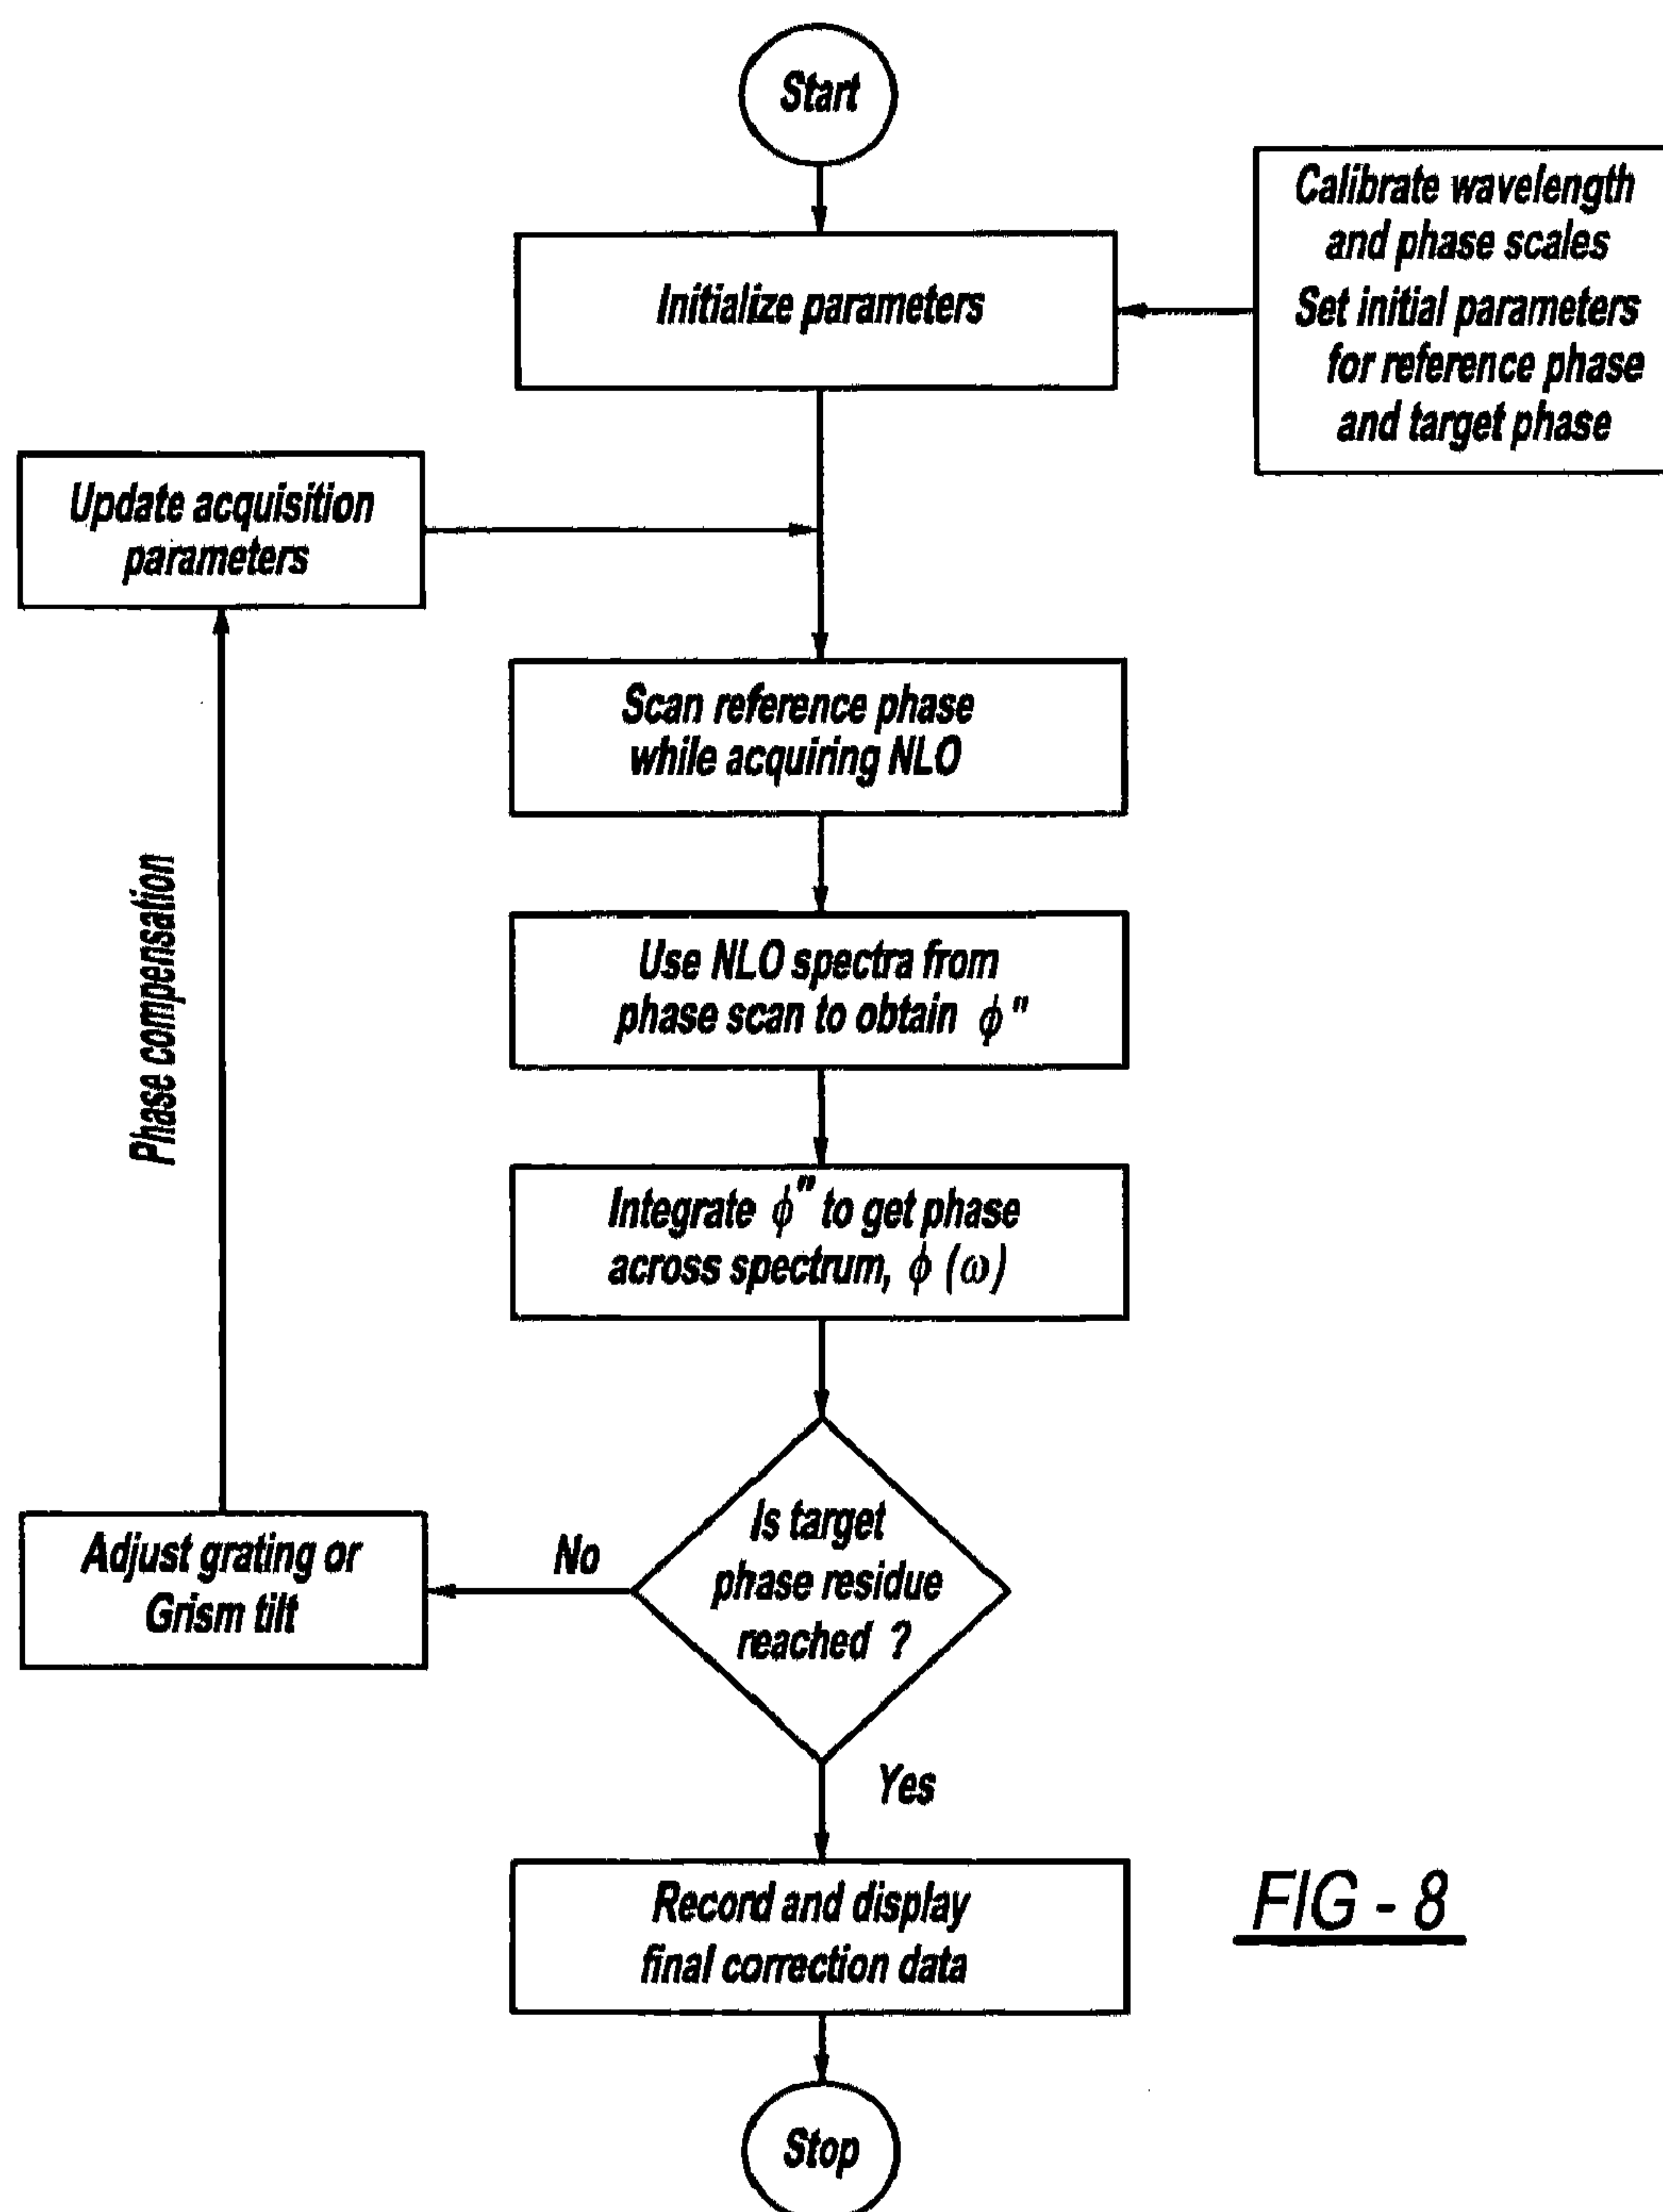 Start
Initialize parameters
Calibrate wavelength
and phase scales
Set initial parameters
for reference phase
and target phase
Update acquisition
parameters
Scan reference phase
while acquiring NLO
Use NLO spectra from
phase scan to obtain ϕ"
Phase compensation
Integrate ϕ" to get phase
across spectrum, ϕ (ω)
Is target
phase residue
reached ?
No
Adjust grating or
Grism tilt
Yes
Record and display
final correction data
FIG - 8
Stop